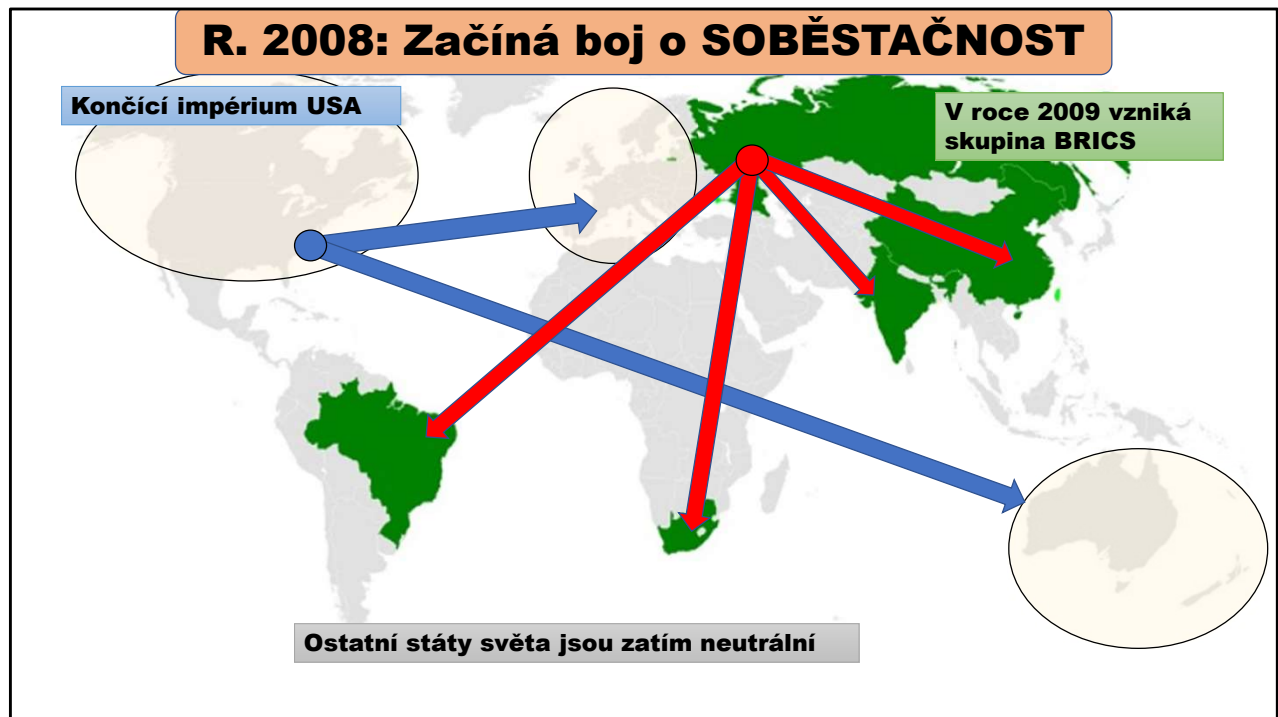 R. 2008: Začíná boj o SOBĚSTAČNOST
Končící impérium USA
V roce 2009 vzniká
skupina BRICS
Ostatní státy světa jsou zatím neutrální